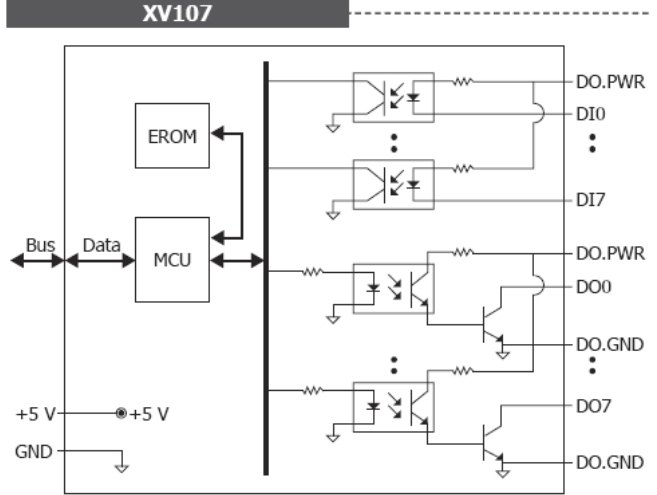 XV107
DO.PWR
DI0
EROM
DI7
Bus
Data
MCU
DO.PWR
DO0
DO.GND
+5 V
+5 V
DO7
GND
DO.GND